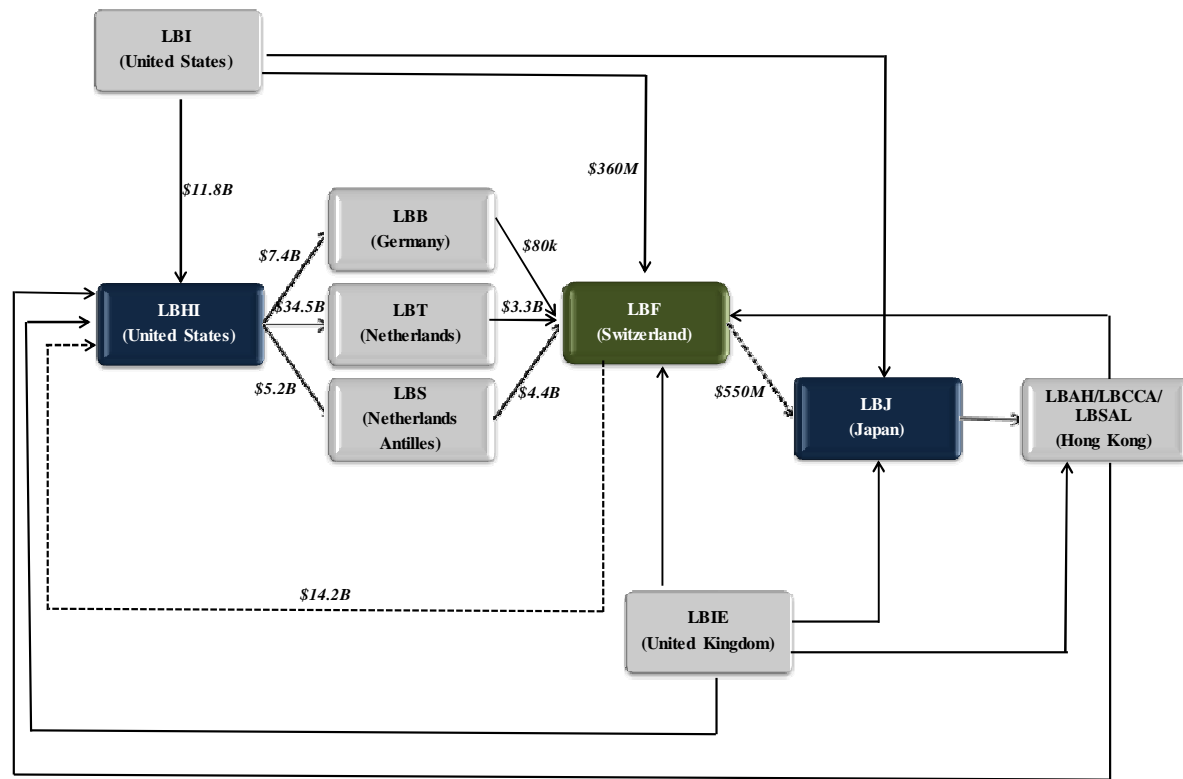 LBI
(United States)
$360M
$11.8B
LBB
(Germany)
$7.4B
$80k
LBHI
(United States)
$34.5B
LBT
(Netherlands)
$3.3B
LBF
(Switzerland)
$5.2B
LBS
(Netherlands
Antilles)
$4.4B
$550M
LBJ
(Japan)
LBAH/LBCCA/
LBSAL
(Hong Kong)
$14.2B
LBIE
(United Kingdom)